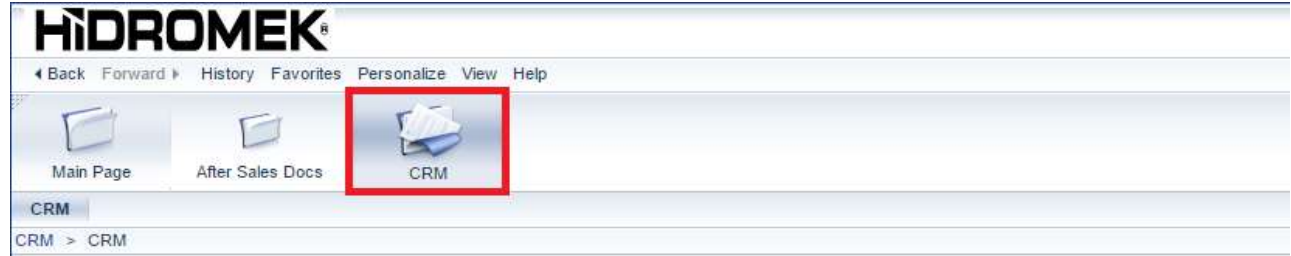 HiDROMEK®
Back Forward History Favorites Personalize View Help
Main Page After Sales Docs CRM
CRM
CRM > CRM